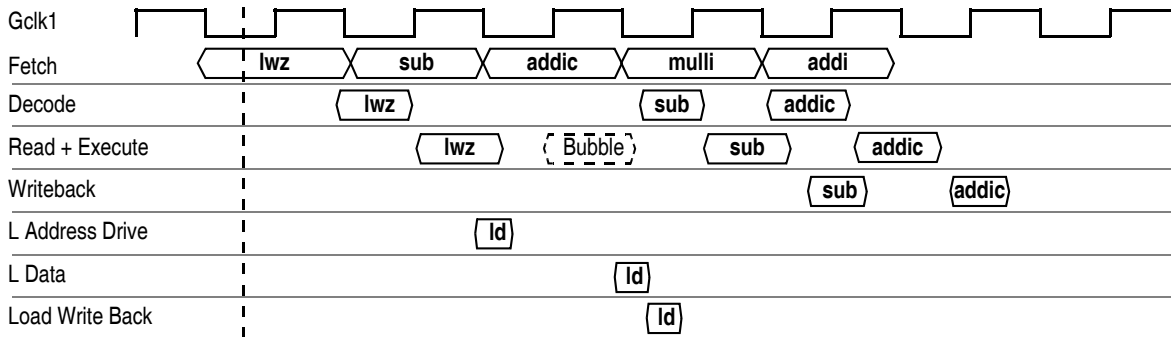 Gclk1
Fetch lwz sub addic mulli addi
Decode lwz sub addic
Read + Execute lwz Bubble sub addic
Writeback sub addic
L Address Drive ld
L Data ld
Load Write Back ld